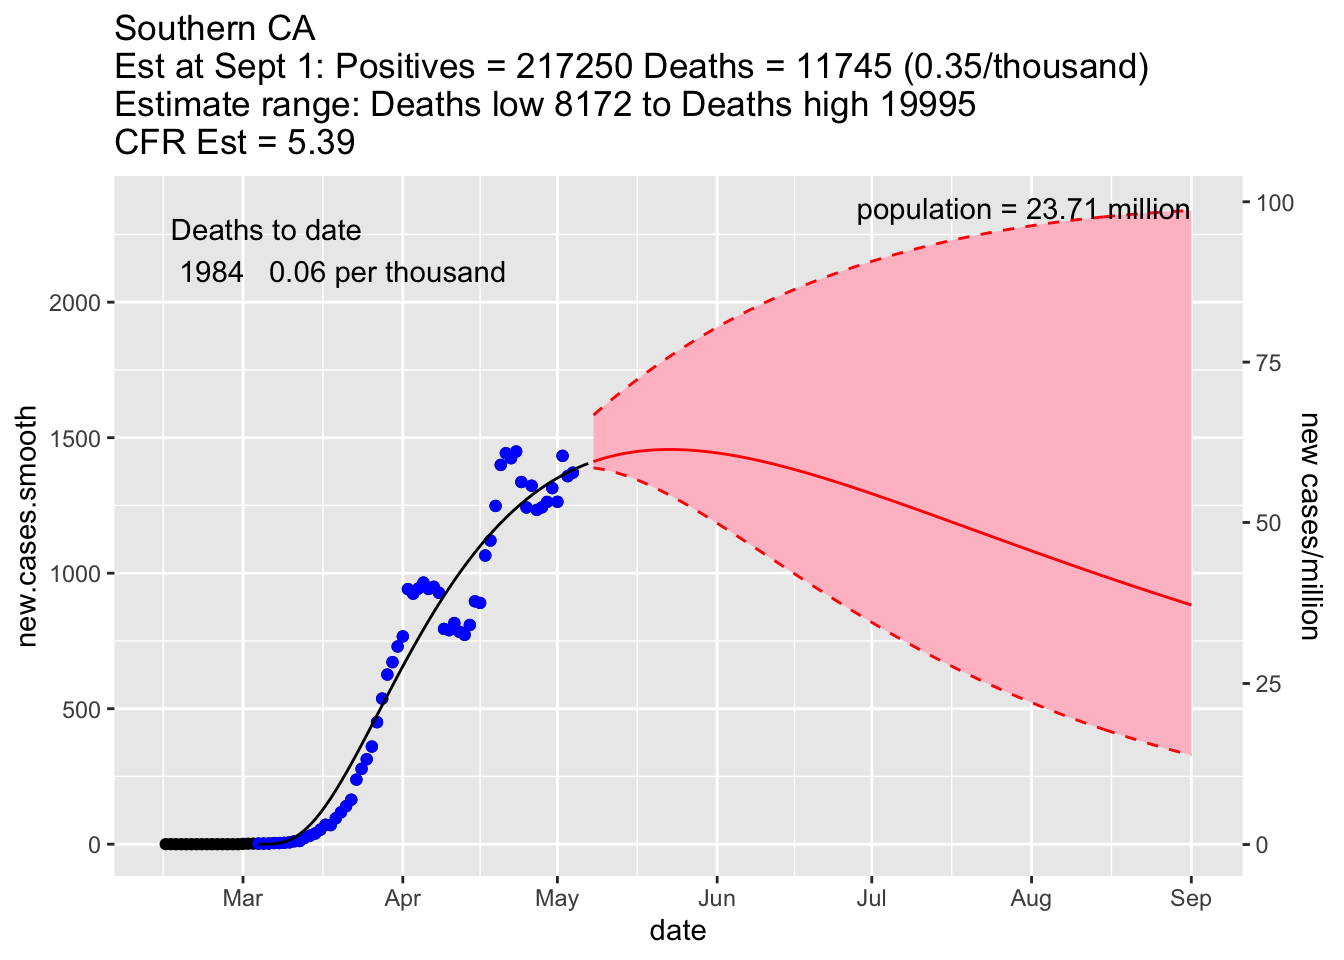 Southern CA
Est at Sept 1: Positives = 217250 Deaths = 11745 (0.35/thousand)
Estimate range: Deaths low 8172 to Deaths high 19995
CFR Est = 5.39
population = 23.71 million
Deaths to date
1984 0.06 per thousand
2000
1500
1000
500
0
new.cases.smooth
100
75
50
25
0
new cases/million
Mar Apr May Jun Jul Aug Sep
date